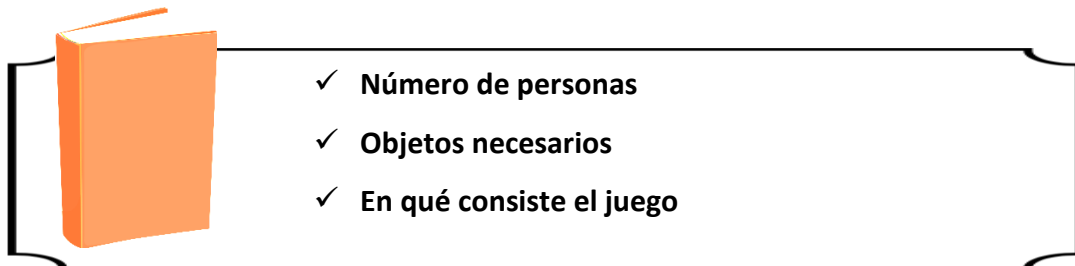 ✓ Número de personas
✓ Objetos necesarios
✓ En qué consiste el juego